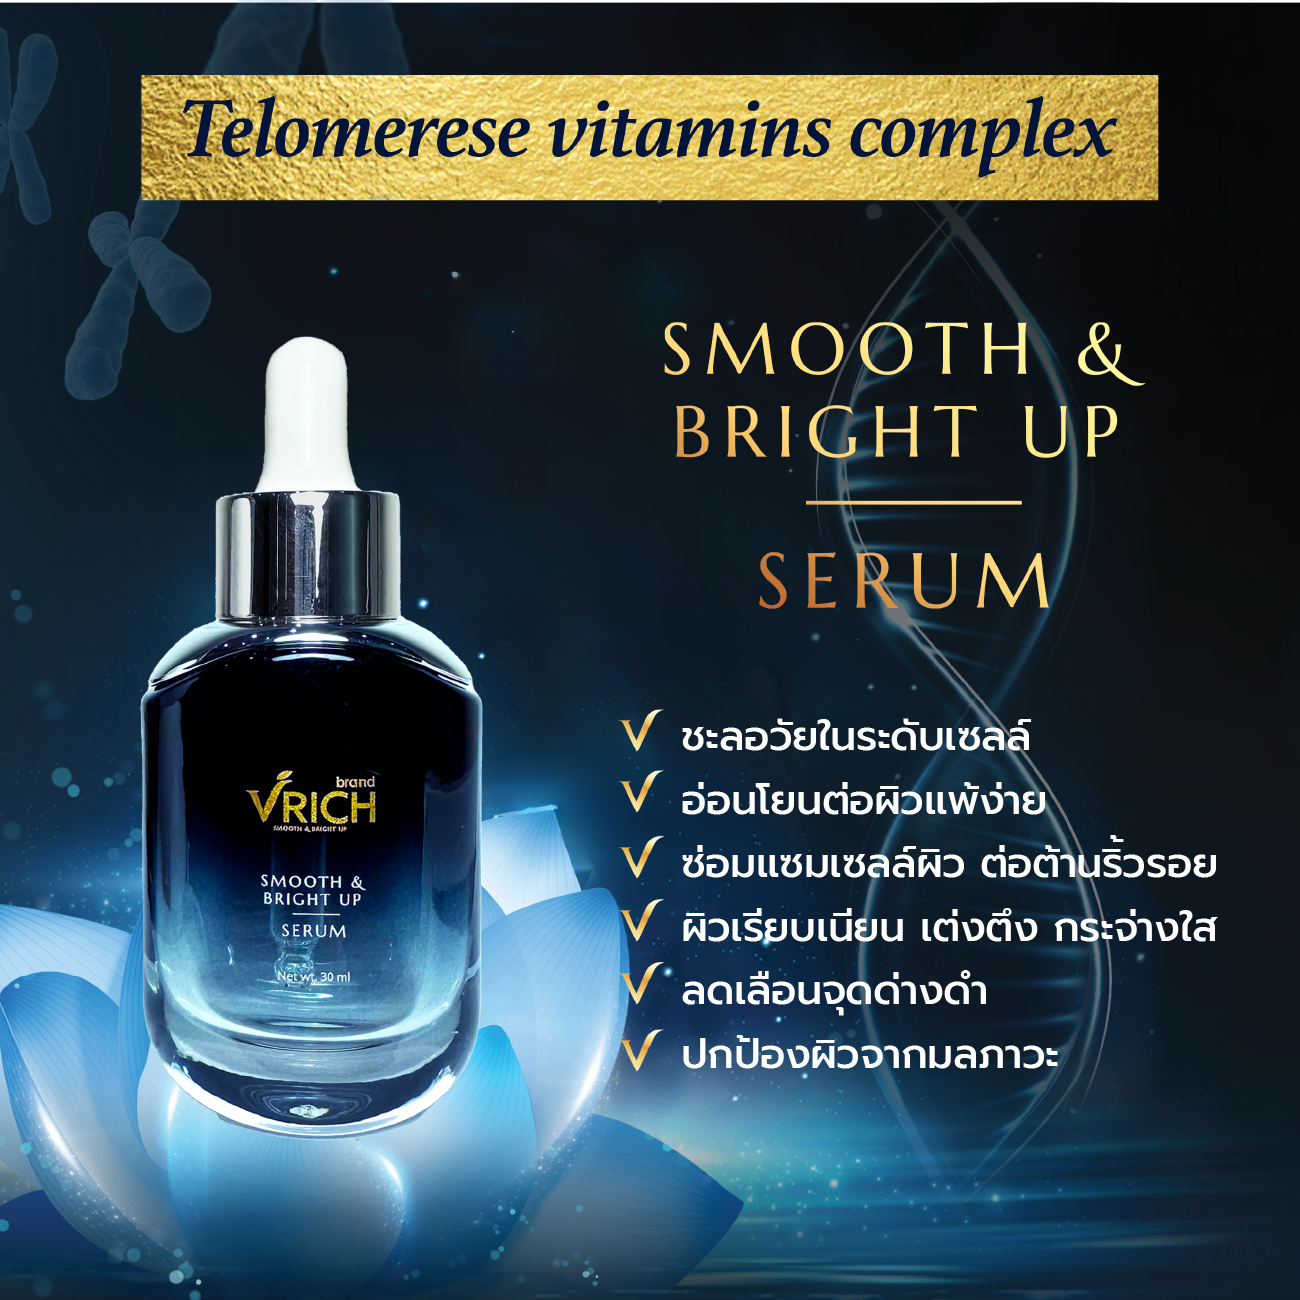 Telomerese vitamins complex
SMOOTH &
BRIGHT UP
SERUM
brand
VRICH
SMOOTH & BRIGHT UP
SMOOTH &
BRIGHT UP
SERUM
Net wt. 30 ml
ชะลอวัยในระดับเซลล์
อ่อนโยนต่อผิวแพ้ง่าย
ซ่อมแซมเซลล์ผิว ต่อต้านริ้วรอย
ผิวเรียบเนียน เต่งตึง กระจ่างใส
ลดเลือนจุดด่างดำ
ปกป้องผิวจากมลภาวะ